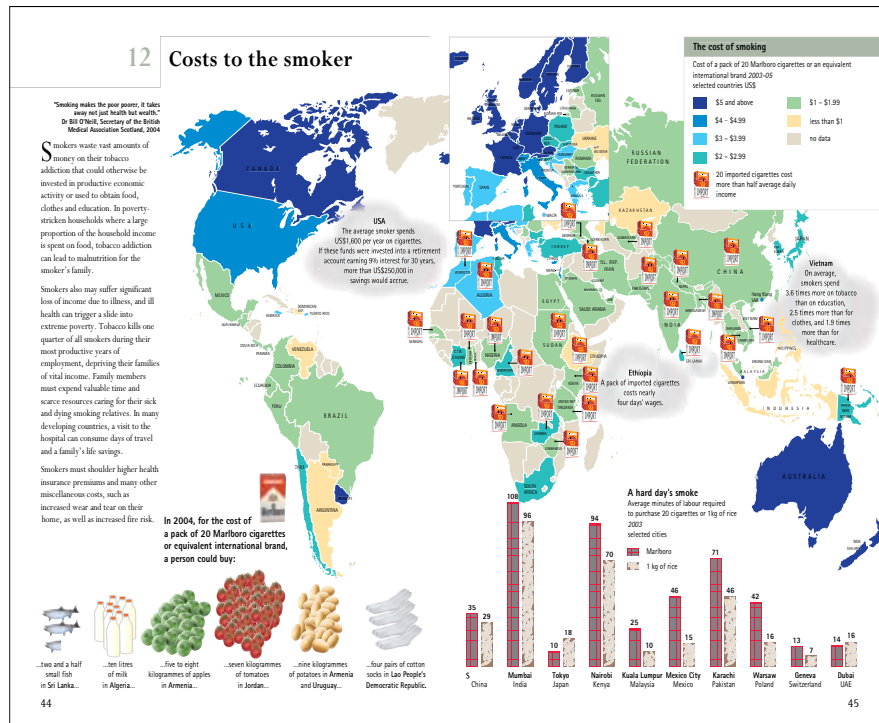 12
Costs to the smoker
"Smoking makes the poor poorer, it takes
away not just health but wealth."
Dr Bill O'Neill, Secretary of the British
Medical Association Scotland, 2004
Smokers waste vast amounts of
money on their tobacco
addiction that could otherwise be
invested in productive economic
activity or used to obtain food,
clothes and education. In poverty-
stricken households where a large
proportion of the household income
is spent on food, tobacco addiction
can lead to malnutrition for the
smoker's family.
Smokers also may suffer significant
loss of income due to illness, and ill
health can trigger a slide into
extreme poverty. Tobacco kills one
quarter of all smokers during their
most productive years of
employment, depriving their families
of vital income. Family members
must expend valuable time and
scarce resources caring for their sick
and dying smoking relatives. In many
developing countries, a visit to the
hospital can consume days of travel
and a family's life savings.
Smokers must shoulder higher health
insurance premiums and many other
miscellaneous costs, such as
increased wear and tear on their
home, as well as increased fire risk.
The cost of smoking
Cost of a pack of 20 Marlboro cigarettes or an equivalent
international brand 2003-05
selected countries US$
$5 and above
$4 – $4.99
$3 – $3.99
$2 – $2.99
$1 – $1.99
less than $1
no data
20 imported cigarettes cost
more than half average daily
income
CANADA
USA
MEXICO
VENEZUELA
COLOMBIA
ECUADOR
PERU
BRAZIL
CHILE
ARGENTINA
RUSSIAN
FEDERATION
KAZAKHSTAN
CHINA
JAPAN
INDIA
ALGERIA
EGYPT
SUDAN
SAUDI ARABIA
NIGERIA
ETHIOPIA
ANGOLA
SOUTH
AFRICA
SRI LANKA
INDONESIA
AUSTRALIA
USA
The average smoker spends
US$1,600 per year on cigarettes.
If these funds were invested into a retirement
account earning 9% interest for 30 years,
more than US$250,000 in
savings would accrue.
Vietnam
On average,
smokers spend
3.6 times more on tobacco
than on education,
2.5 times more than for
clothes, and 1.9 times
more than for
healthcare.
Ethiopia
A pack of imported cigarettes
costs nearly
four days' wages.
In 2004, for the cost of
a pack of 20 Marlboro cigarettes
or equivalent international brand,
a person could buy:
...two and a half
small fish
in Sri Lanka...
...ten litres
of milk
in Algeria...
...five to eight
kilogrammes of apples
in Armenia...
...seven kilogrammes
of tomatoes
in Jordan...
...nine kilogrammes
of potatoes in Armenia
and Uruguay...
...four pairs of cotton
socks in Lao People's
Democratic Republic.
A hard day's smoke
Average minutes of labour required
to purchase 20 cigarettes or 1kg of rice
2003
selected cities
Marlboro
1 kg of rice
35
29
108
96
10
18
94
70
25
10
46
15
71
46
42
16
13
7
14
16
S
China
Mumbai
India
Tokyo
Japan
Nairobi
Kenya
Kuala Lumpur
Malaysia
Mexico City
Mexico
Karachi
Pakistan
Warsaw
Poland
Geneva
Switzerland
Dubai
UAE
44
45